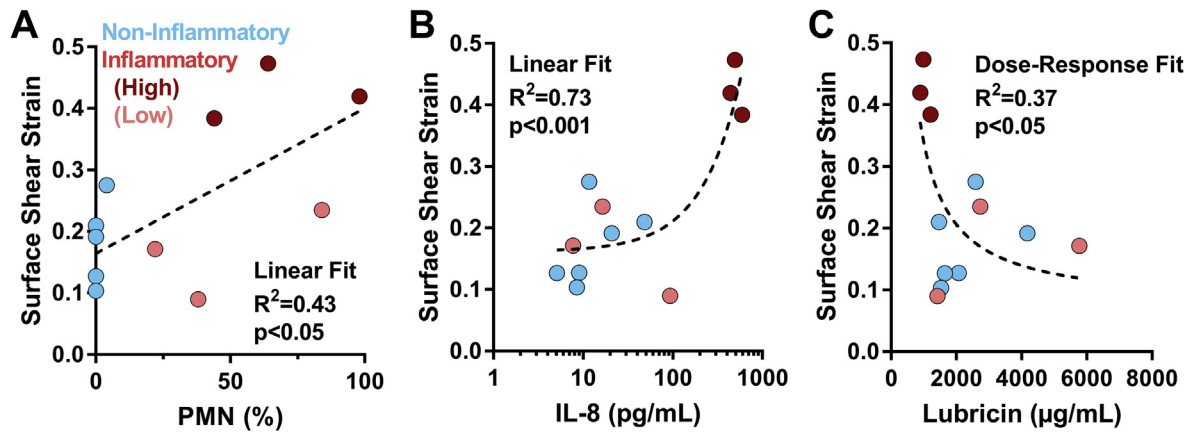 A
Non-Inflammatory
Inflammatory
(High)
(Low)
Surface Shear Strain
0.5
0.4
0.3
0.2
0.1
0.0
Linear Fit
R²=0.43
p<0.05
0
50
100
PMN (%)
B
Surface Shear Strain
0.5
0.4
0.3
0.2
0.1
0.0
Linear Fit
R²=0.73
p<0.001
1
10
100
1000
IL-8 (pg/mL)
C
Surface Shear Strain
0.5
0.4
0.3
0.2
0.1
0.0
Dose-Response Fit
R²=0.37
p<0.05
0
2000
4000
6000
8000
Lubricin (µg/mL)